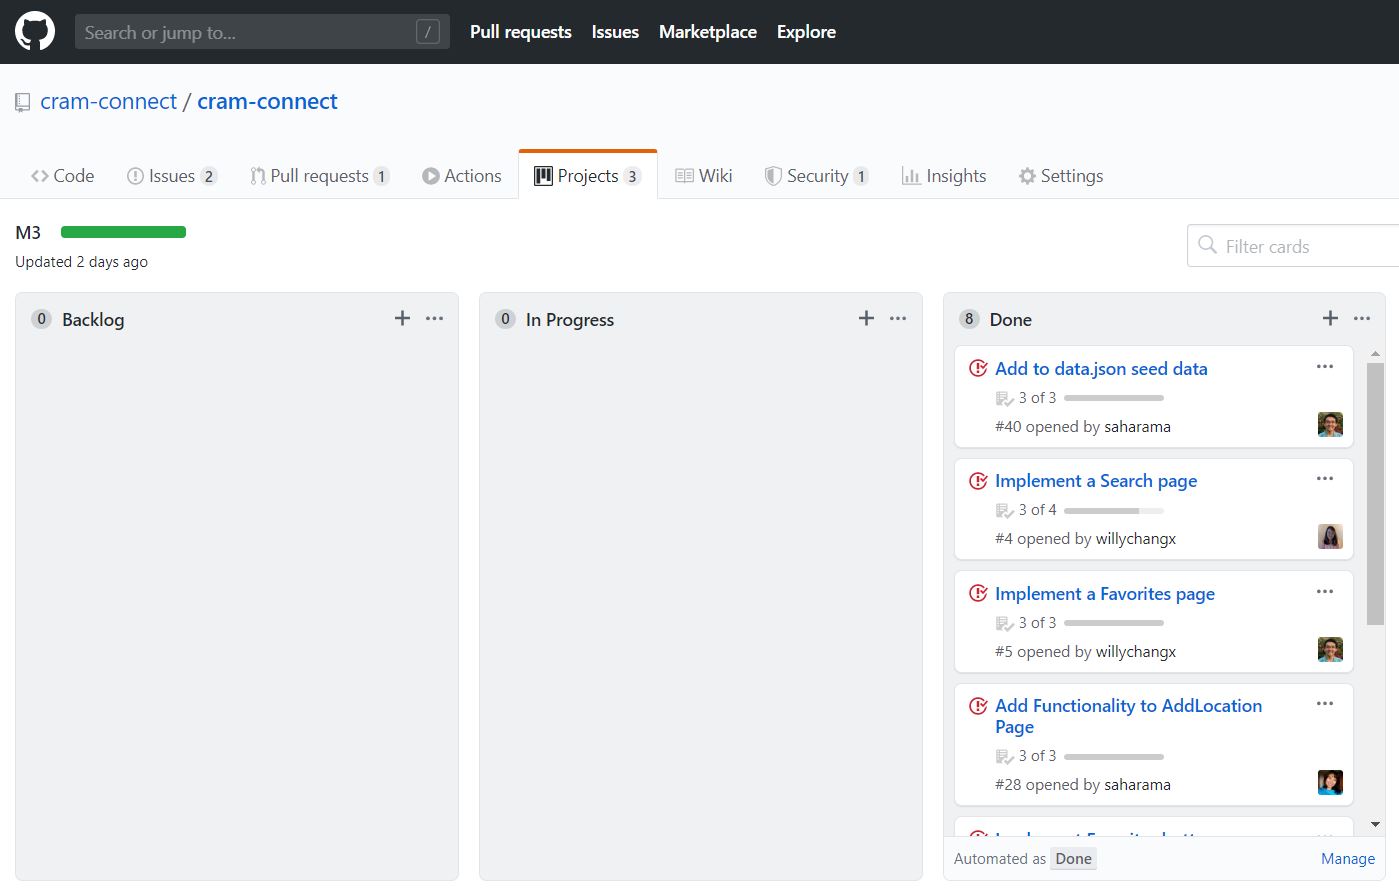 Search or jump to... /
Pull requests Issues Marketplace Explore
cram-connect / cram-connect
Code Issues 2 Pull requests 1 Actions Projects 3 Wiki Security 1 Insights Settings
M3
Updated 2 days ago
Filter cards
0 Backlog
0 In Progress
8 Done
Add to data.json seed data
3 of 3
#40 opened by saharama
Implement a Search page
3 of 4
#4 opened by willychangx
Implement a Favorites page
3 of 3
#5 opened by willychangx
Add Functionality to AddLocation
Page
3 of 3
#28 opened by saharama
Automated as Done Manage